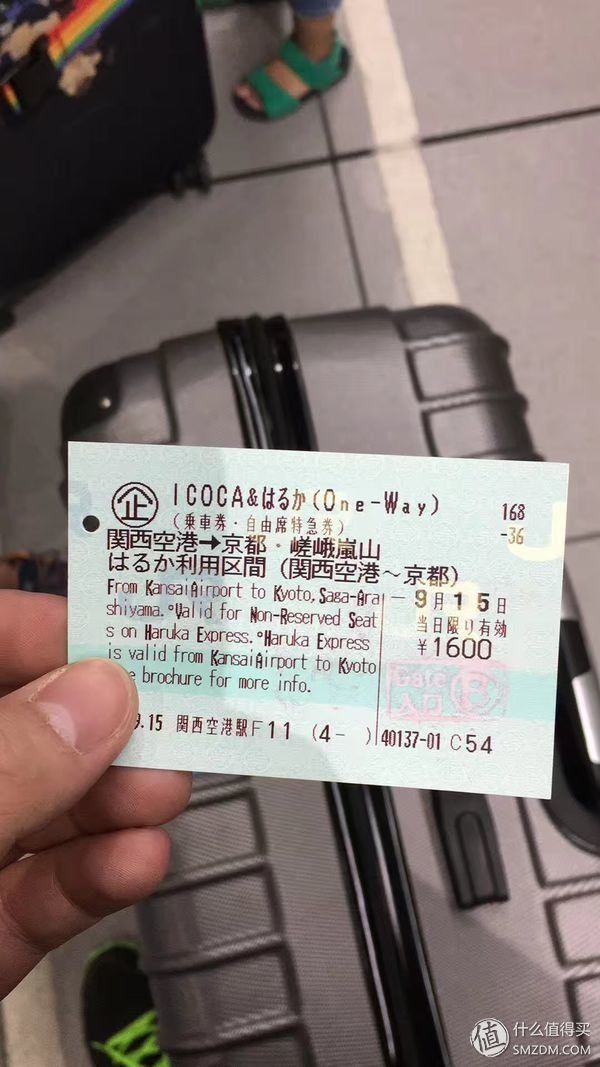 企 ICOCA&はるか(One-Way) 168
(乗車券・自由席特急券) -36
関西空港➡京都・嵯峨嵐山
はるか利用区間 (関西空港~京都)
From KansaiAirport to Kyoto,Saga-Ara
shiyama.°Valid for Non-Reserved Seat
s on Haruka Express.°Haruka Express
is valid from KansaiAirport to Kyoto
brochure for more info.
9月15日
当日限り有効
¥1600
Gate
入口
9.15 関西空港駅F11 (4- ) 40137-01 C54
值 什么值得买
SMZDM.COM